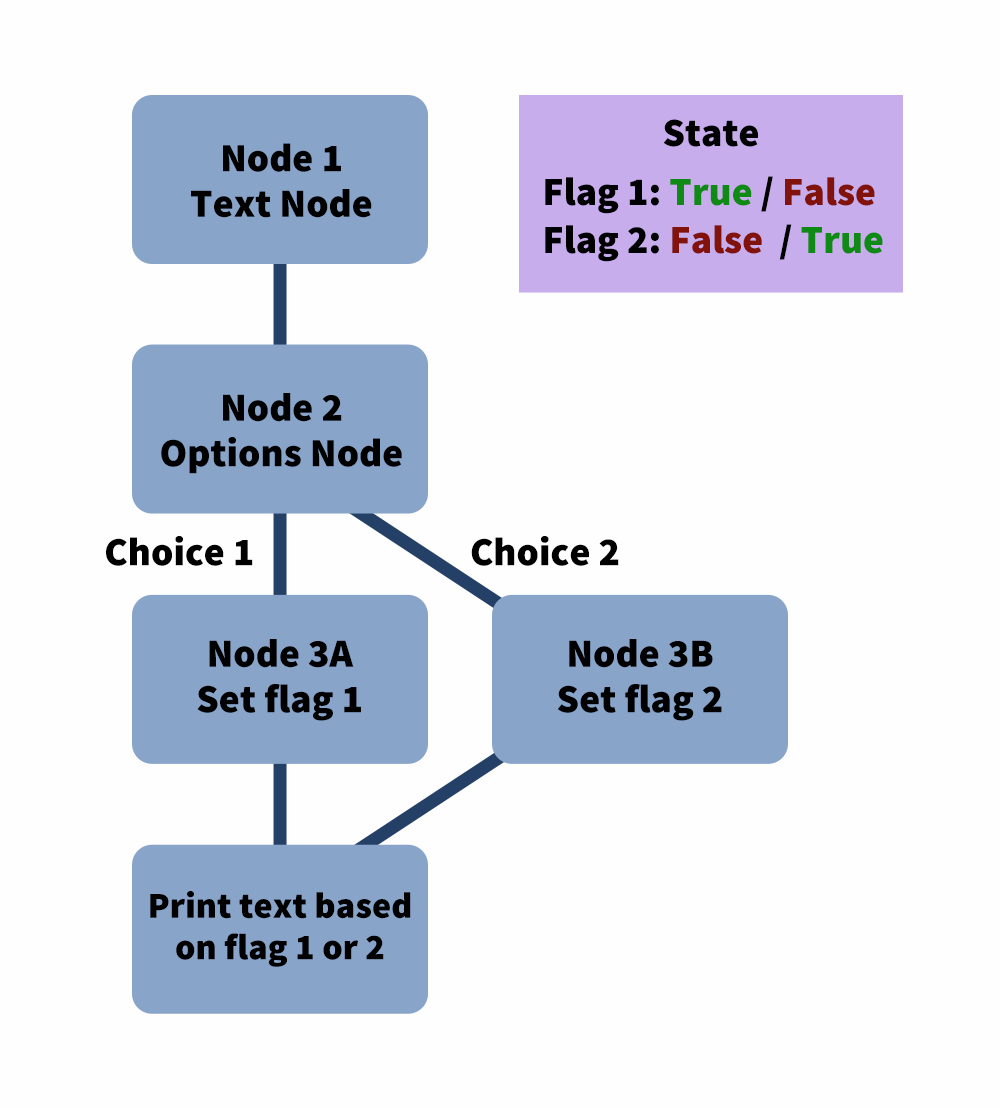 Node 1
Text Node
State
Flag 1: True / False
Flag 2: False / True
Node 2
Options Node
Choice 1
Choice 2
Node 3A
Set flag 1
Node 3B
Set flag 2
Print text based
on flag 1 or 2